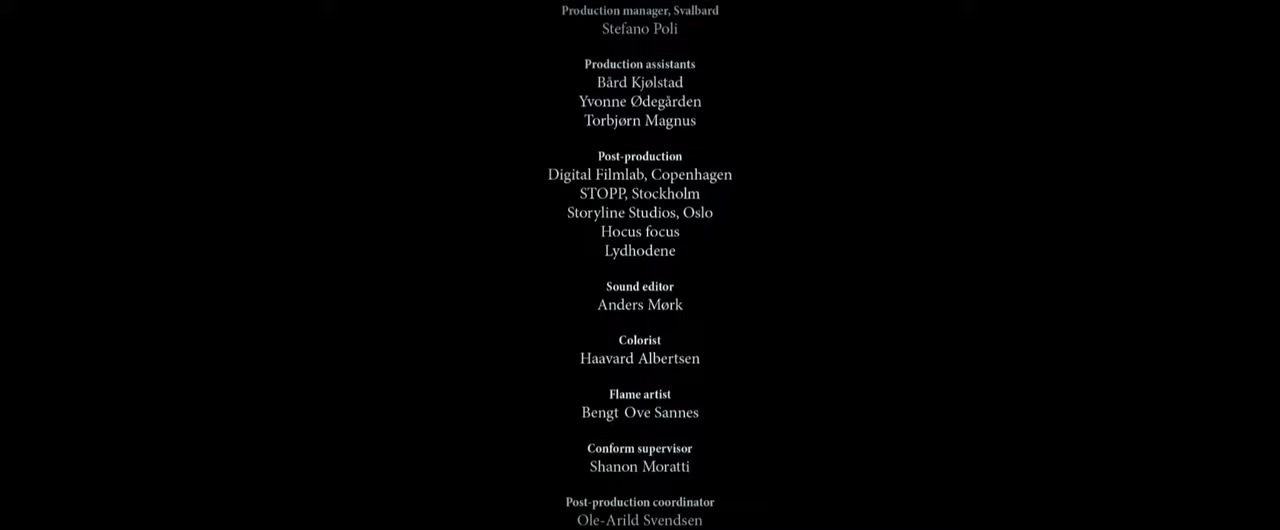 Production manager, Svalbard
Stefano Poli
Production assistants
Bård Kjølstad
Yvonne Ødegården
Torbjørn Magnus
Post-production
Digital Filmlab, Copenhagen
STOPP, Stockholm
Storyline Studios, Oslo
Hocus focus
Lydhodene
Sound editor
Anders Mørk
Colorist
Haavard Albertsen
Flame artist
Bengt Ove Sannes
Conform supervisor
Shanon Moratti
Post-production coordinator
Ole-Arild Svendsen